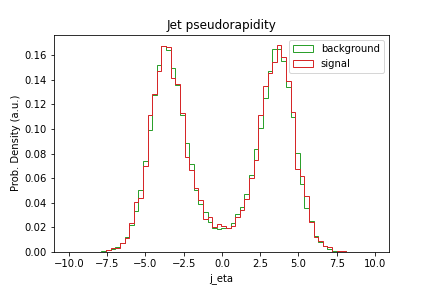 Jet pseudorapidity
background
signal
Prob. Density (a.u.)
0.16
0.14
0.12
0.10
0.08
0.06
0.04
0.02
0.00
−10.0 −7.5 −5.0 −2.5 0.0 2.5 5.0 7.5 10.0
j_eta